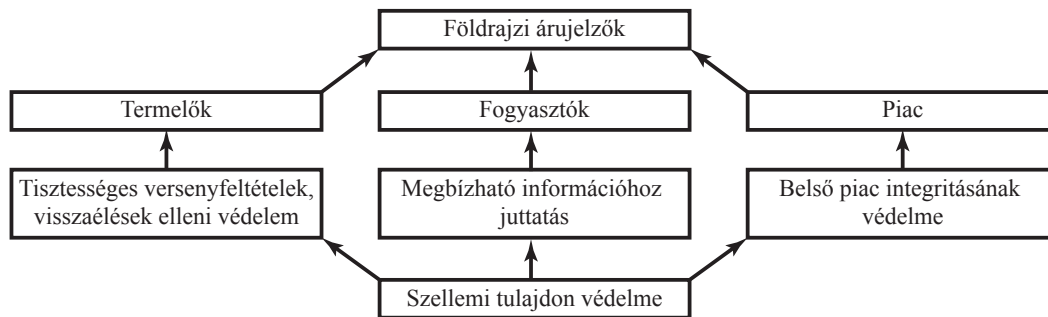 Földrajzi árujelzők
Termelők
Fogyasztók
Piac
Tisztességes versenyfeltételek,
visszaélések elleni védelem
Megbízható információhoz
juttatás
Belső piac integritásának
védelme
Szellemi tulajdon védelme